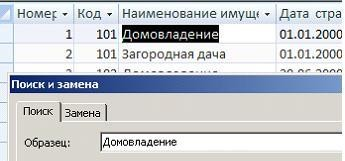 Номер Код Наименование имуще Дата стра
1 101 Домовладение 01.01.2000
2 101 Загородная дача 01.01.2000
Поиск и замена
Поиск Замена
Образец: Домовладение